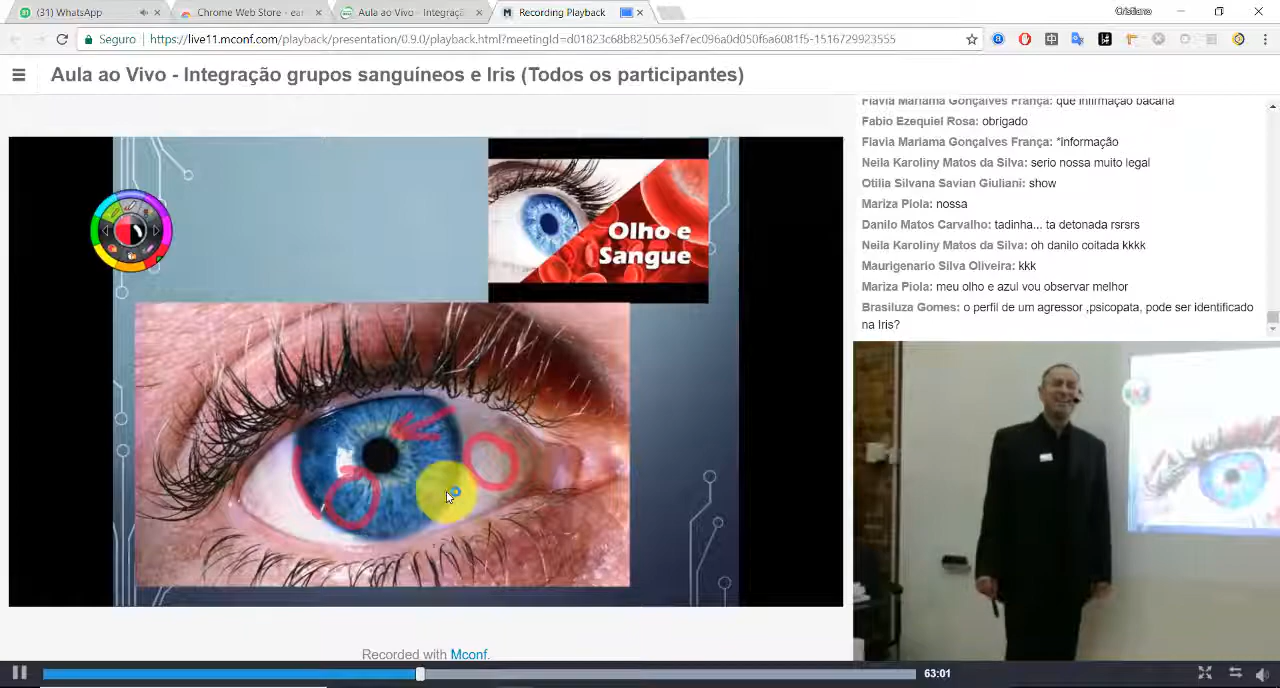 (31) WhatsApp
Chrome Web Store - ear
Aula ao Vivo - Integraçã
Recording Playback
Cristiano
Seguro
https://live11.mconf.com/playback/presentation/0.9.0/playback.html?meetingId=d01823c68b8250563ef7ec096a0d050f6a6081f5-1516729923555
Aula ao Vivo - Integração grupos sanguíneos e Iris (Todos os participantes)
Olho e
Sangue
Flavia Mariama Gonçalves França: que infirmação bacana
Fabio Ezequiel Rosa: obrigado
Flavia Mariama Gonçalves França: *informação
Neila Karoliny Matos da Silva: serio nossa muito legal
Otilia Silvana Savian Giuliani: show
Mariza Piola: nossa
Danilo Matos Carvalho: tadinha... ta detonada rsrsrs
Neila Karoliny Matos da Silva: oh danilo coitada kkkk
Maurigenario Silva Oliveira: kkk
Mariza Piola: meu olho e azul vou observar melhor
Brasiluza Gomes: o perfil de um agressor ,psicopata, pode ser identificado
na Iris?
Recorded with Mconf.
63:01